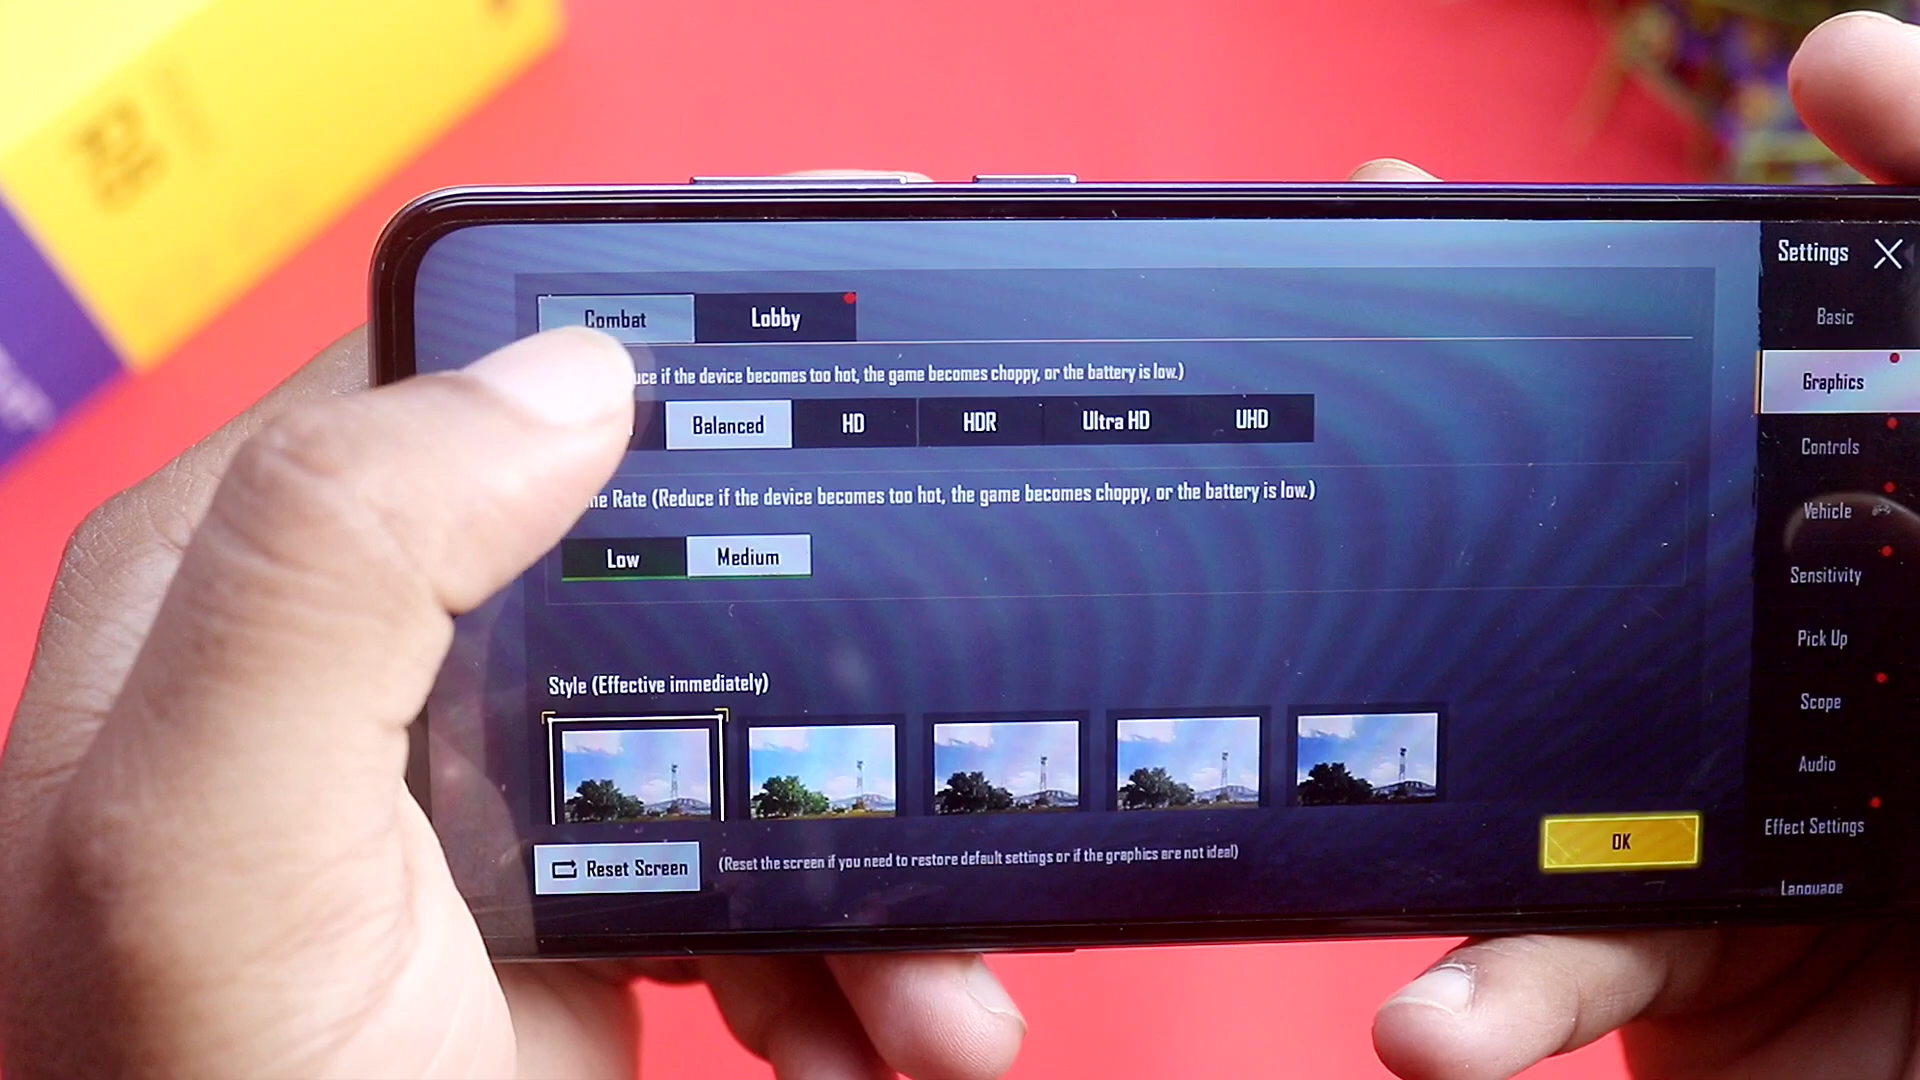 Settings
Combat
Lobby
Basic
uce if the device becomes too hot, the game becomes choppy, or the battery is low.)
Graphics
Balanced
HD
HDR
Ultra HD
UHD
Controls
me Rate (Reduce if the device becomes too hot, the game becomes choppy, or the battery is low.)
Vehicle
Low
Medium
Sensitivity
Pick Up
Style (Effective immediately)
Scope
Audio
Effect Settings
OK
Reset Screen
(Reset the screen if you need to restore default settings or if the graphics are not ideal)
Language